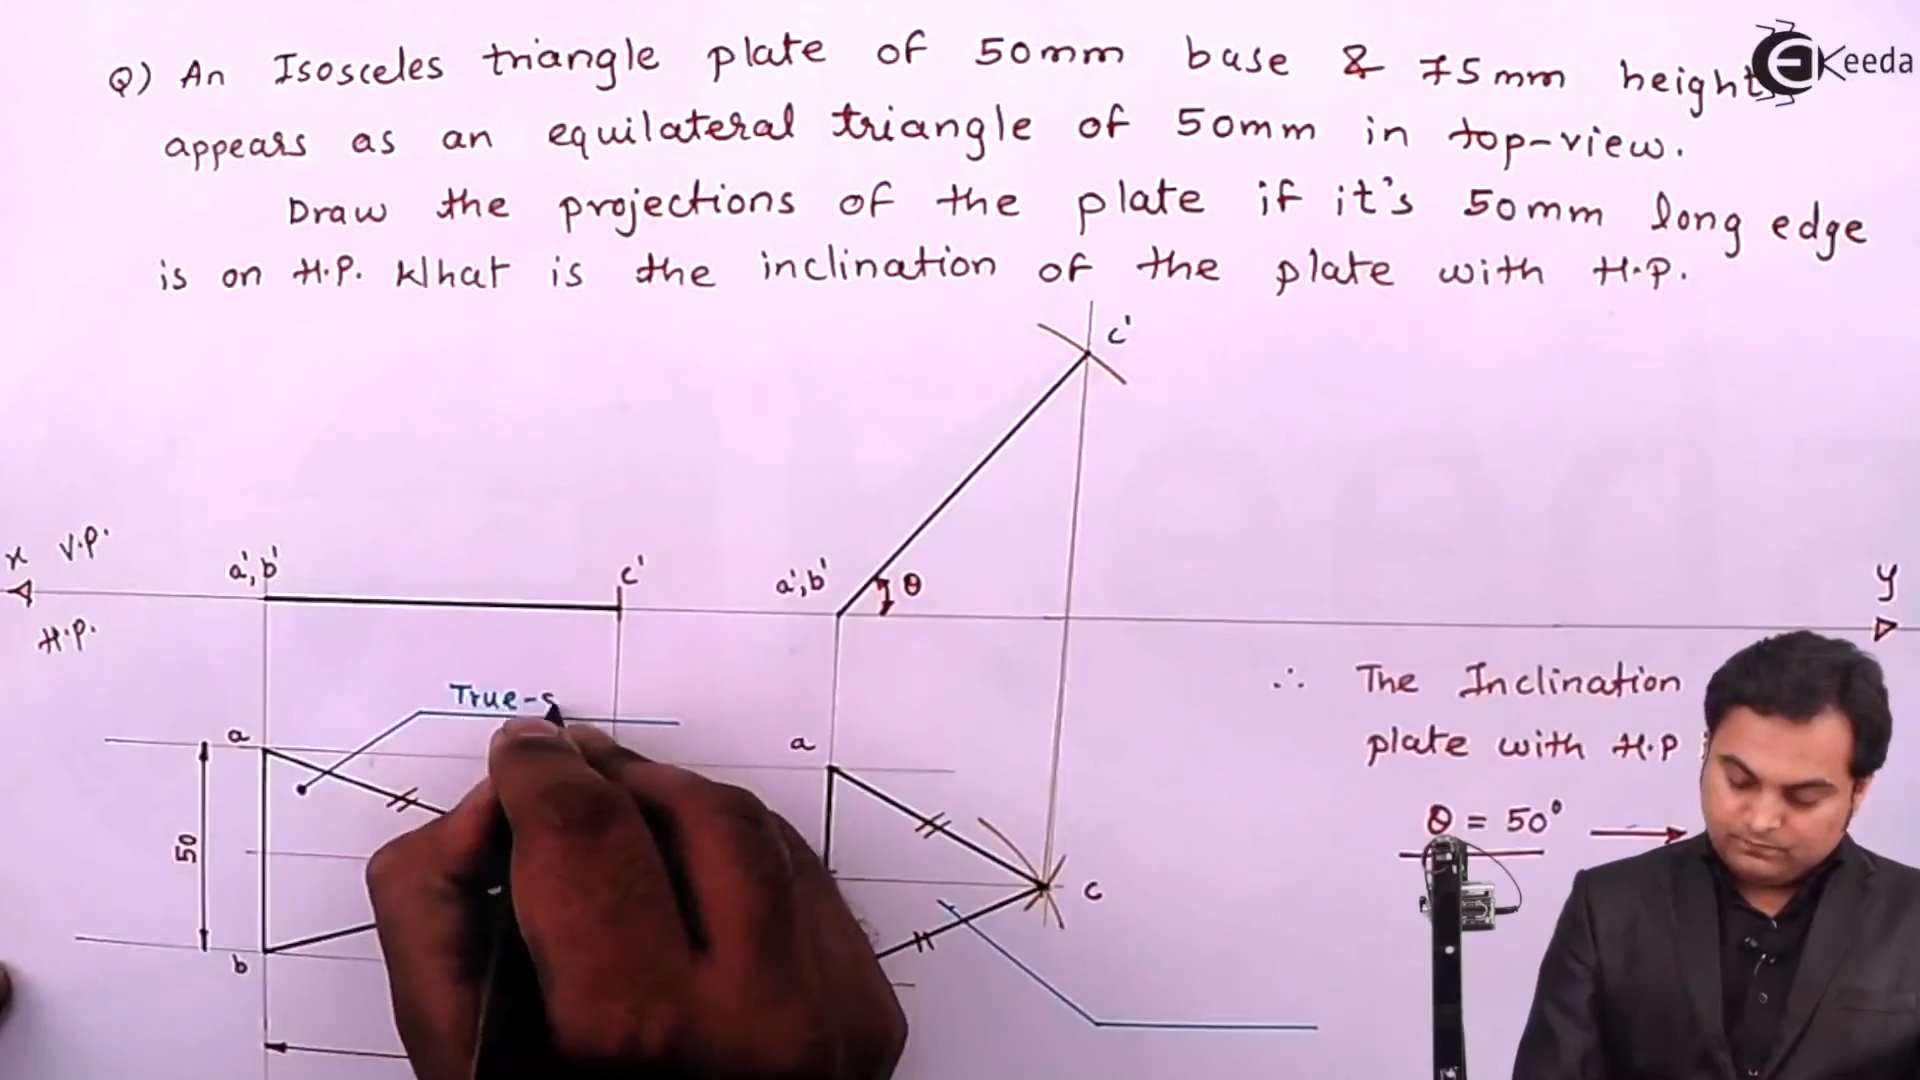 Q) An Isosceles triangle plate of 50mm base & 75mm height
appears as an equilateral triangle of 50mm in top-view.
Draw the projections of the plate if it's 50mm long edge
is on H.P. What is the inclination of the plate with H.P.
EKeeda
c'
x V.P.
H.P.
a', b'
c'
a', b'
θ
y
True-s
a
50
b
a
c
∴ The Inclination
plate with H.P
θ = 50°